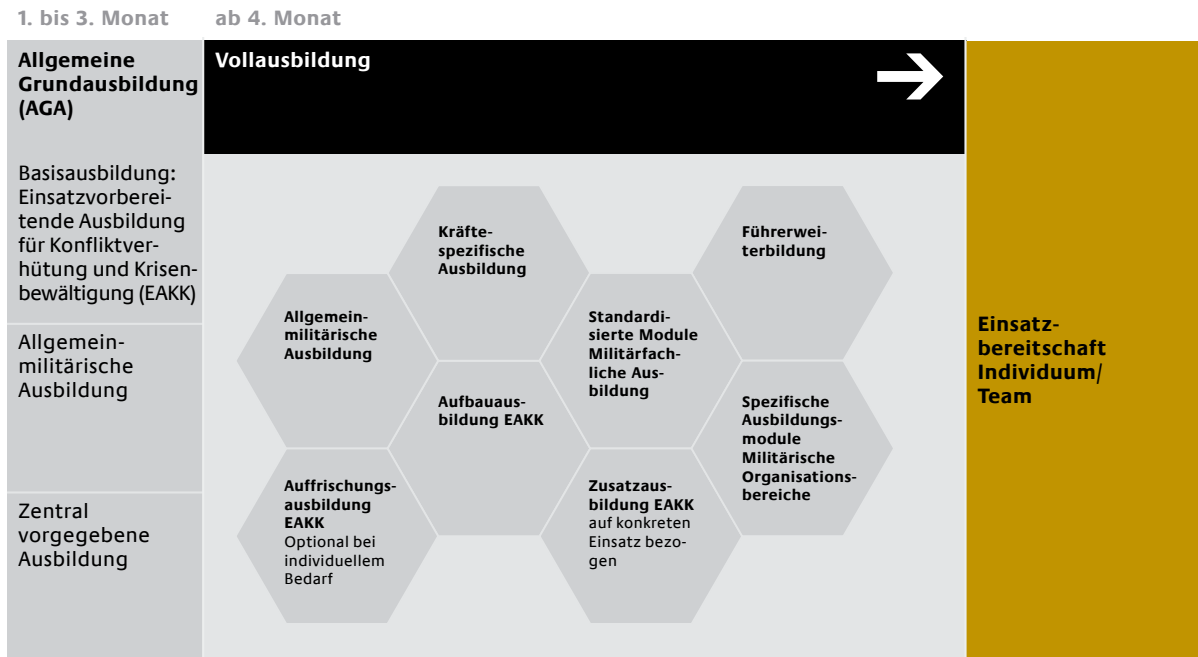 1. bis 3. Monat
ab 4. Monat
Allgemeine
Grundausbildung
(AGA)
Basisausbildung:
Einsatzvorberei-
tende Ausbildung
für Konfliktver-
hütung und Krisen-
bewältigung (EAKK)
Allgemein-
militärische
Ausbildung
Zentral
vorgegebene
Ausbildung
Vollausbildung
Allgemein-
militärische
Ausbildung
Auffrischungs-
ausbildung
EAKK
Optional bei
individuellem
Bedarf
Kräfte-
spezifische
Ausbildung
Aufbauaus-
bildung EAKK
Standardi-
sierte Module
Militärfach-
liche Aus-
bildung
Zusatzaus-
bildung EAKK
auf konkreten
Einsatz bezo-
gen
Führerwei-
terbildung
Spezifische
Ausbildungs-
module
Militärische
Organisations-
bereiche
Einsatz-
bereitschaft
Individuum/
Team